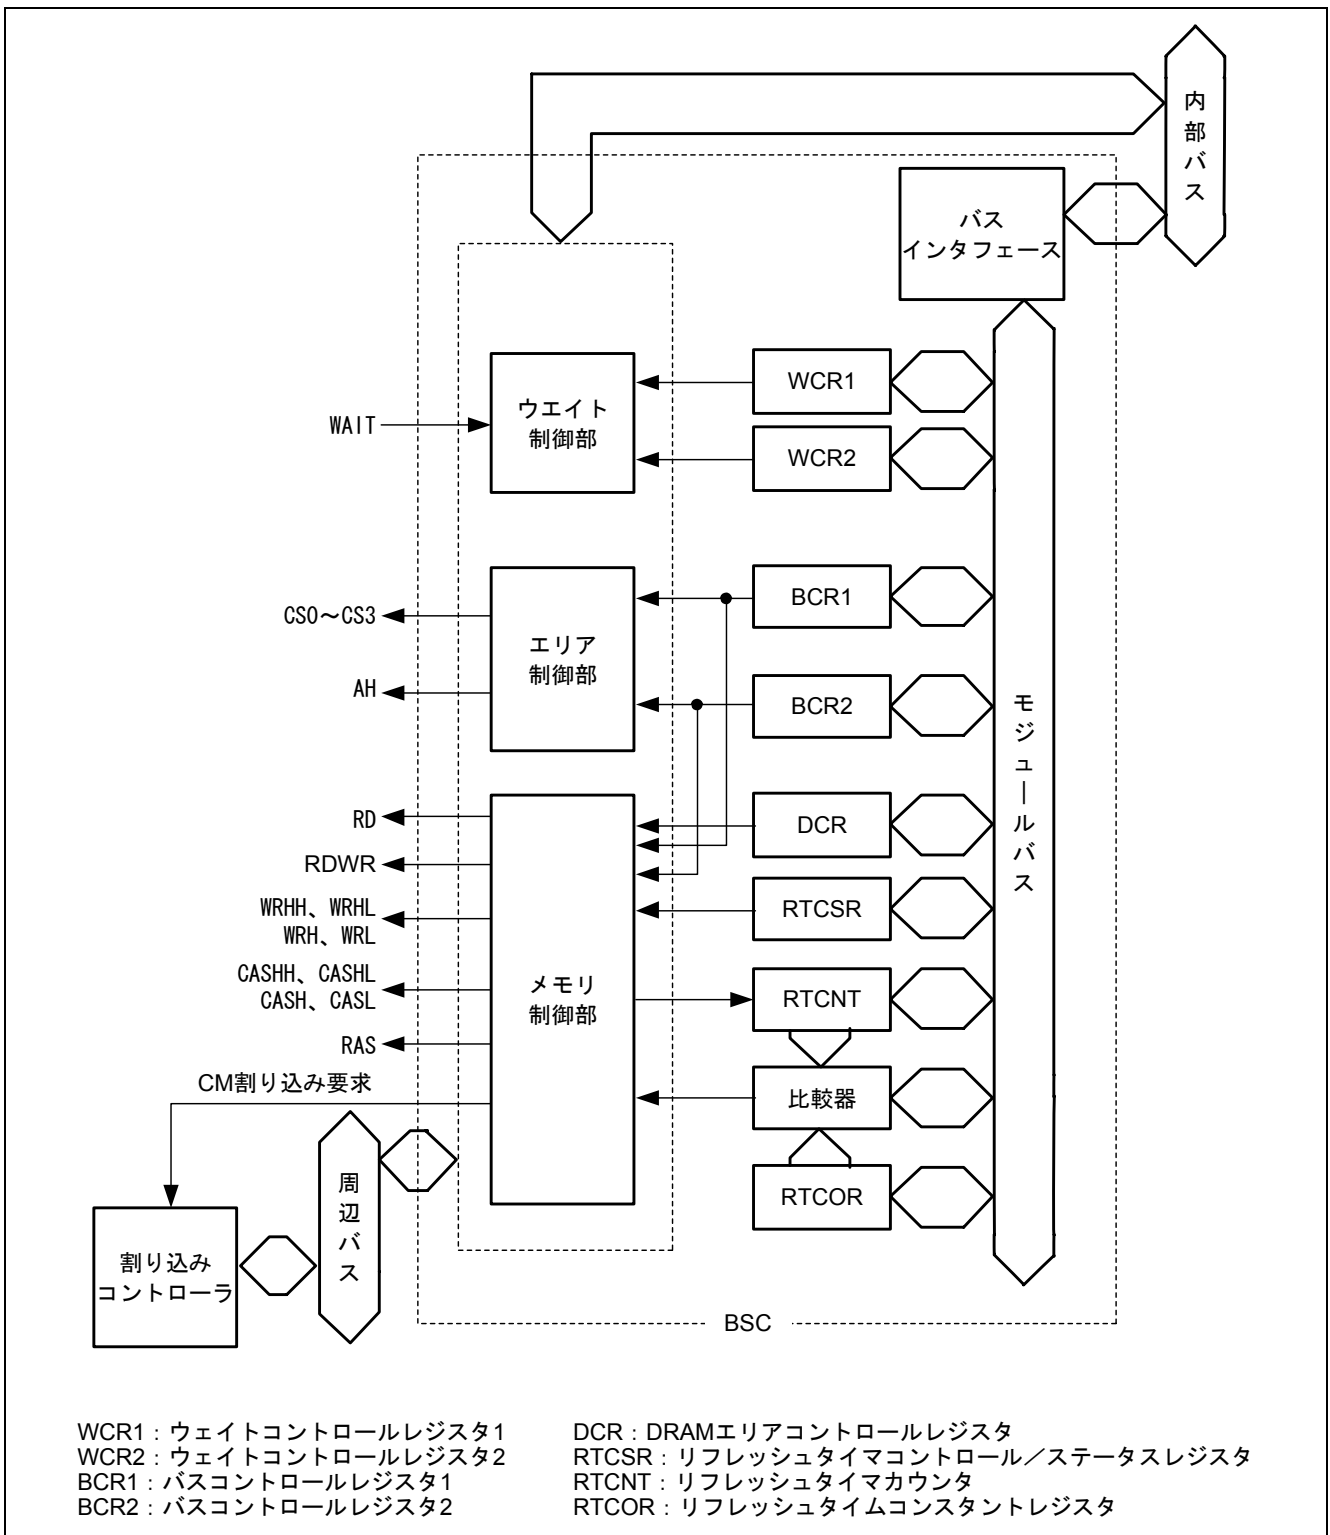 内部バス
バス
インタフェース
WCR1
ウエイト
制御部
WAIT
WCR2
BCR1
CS0～CS3
エリア
制御部
AH
BCR2
モジュールバス
RD
DCR
RDWR
WRHH、WRHL
WRH、WRL
RTCSR
CASHH、CASHL
CASH、CASL
メモリ
制御部
RTCNT
RAS
CM割り込み要求
比較器
周辺バス
RTCOR
割り込み
コントローラ
BSC
WCR1：ウェイトコントロールレジスタ1
WCR2：ウェイトコントロールレジスタ2
BCR1：バスコントロールレジスタ1
BCR2：バスコントロールレジスタ2
DCR：DRAMエリアコントロールレジスタ
RTCSR：リフレッシュタイマコントロール／ステータスレジスタ
RTCNT：リフレッシュタイマカウンタ
RTCOR：リフレッシュタイムコンスタントレジスタ